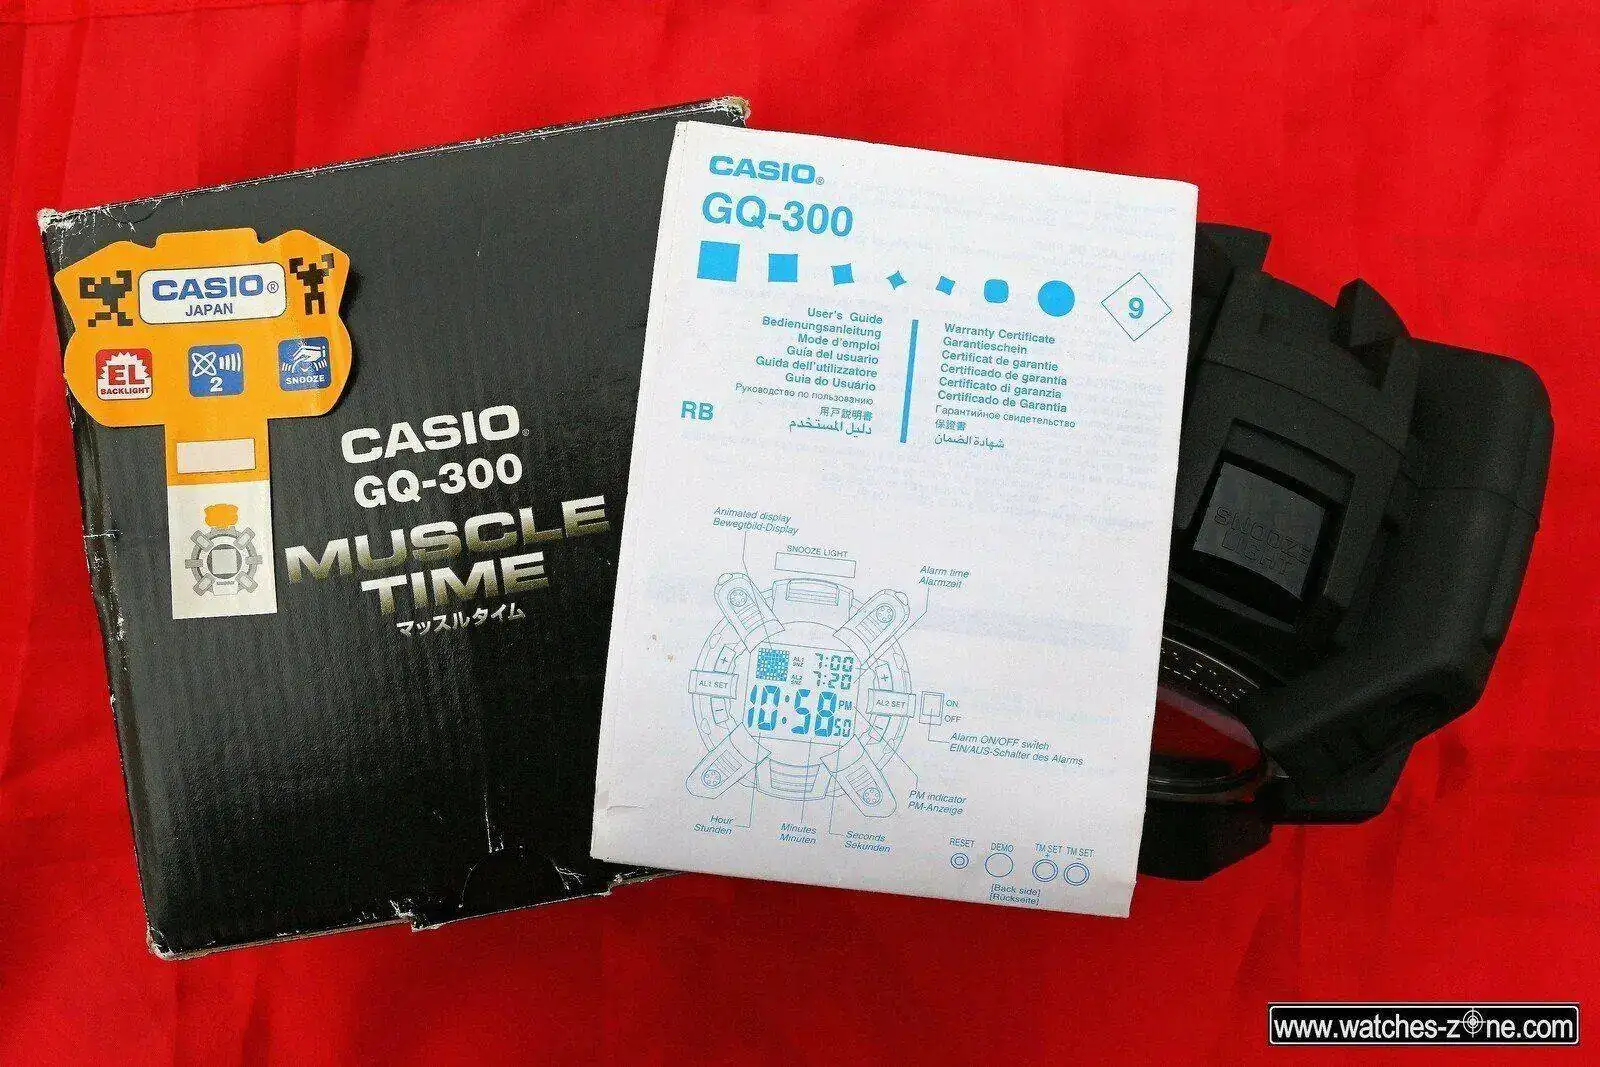 CASIO®
JAPAN
EL
BACKLIGHT
2
SNOOZE
CASIO®
GQ-300
MUSCLE
TIME
マッスルタイム
CASIO®
GQ-300
9
User's Guide
Bedienungsanleitung
Mode d'emploi
Guía del usuario
Guida dell'utilizzatore
Guia do Usuário
Руководство по пользованию
用戶說明書
دليل المستخدم
Warranty Certificate
Garantieschein
Certificat de garantie
Certificado de garantía
Certificato di garanzia
Certificado de Garantia
Гарантийное свидетельство
保證書
شهادة الضمان
RB
Animated display
Bewegtbild-Display
SNOOZE LIGHT
Alarm time
Alarmzeit
AL1
SNZ
7:00
AL2
SNZ
7:20
10:58 PM
50
+
AL1 SET
-
+
AL2 SET
-
ON
OFF
Alarm ON/OFF switch
EIN/AUS-Schalter des Alarms
PM indicator
PM-Anzeige
Hour
Stunden
Minutes
Minuten
Seconds
Sekunden
RESET
DEMO
TM SET
+
TM SET
-
[Back side]
[Rückseite]
SNOOZE
LIGHT
www.watches-zone.com